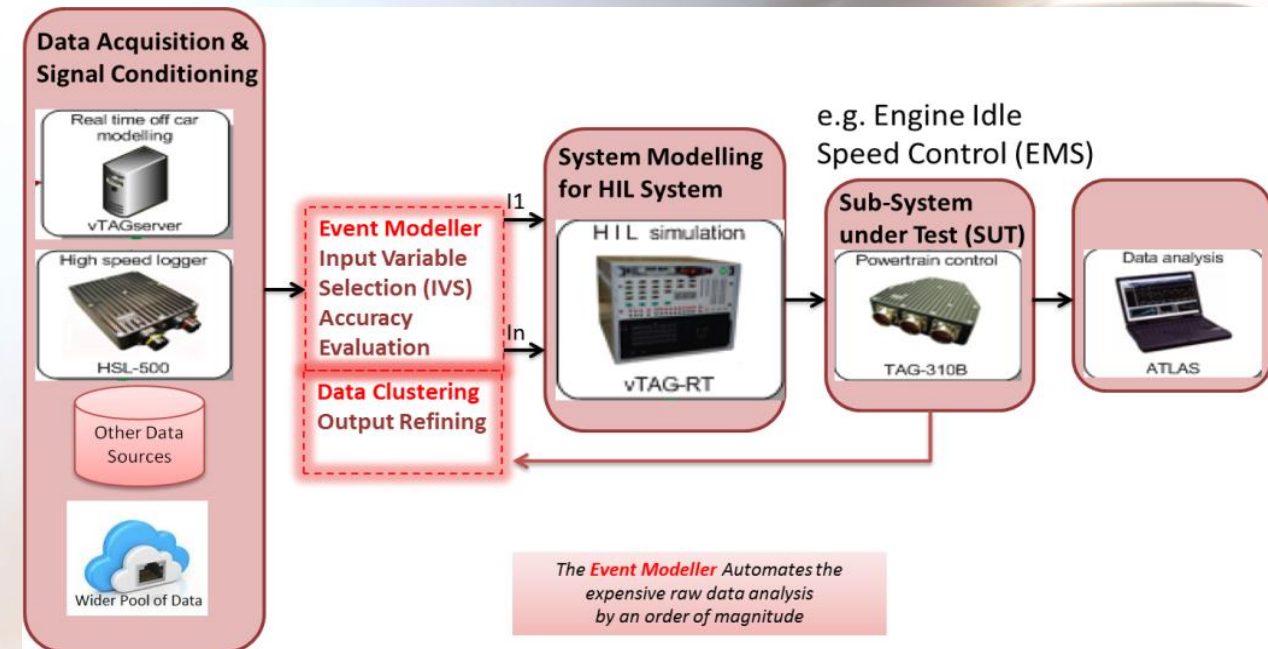 Data Acquisition &
Signal Conditioning
Real time off car
modelling
vTAGserver
High speed logger
HSL-500
Other Data
Sources
Wider Pool of Data
Event Modeller
Input Variable
Selection (IVS)
Accuracy
Evaluation
Data Clustering
Output Refining
I1
In
System Modelling
for HIL System
HIL simulation
vTAG-RT
e.g. Engine Idle
Speed Control (EMS)
Sub-System
under Test (SUT)
Powertrain control
TAG-310B
Data analysis
ATLAS
The Event Modeller Automates the
expensive raw data analysis
by an order of magnitude